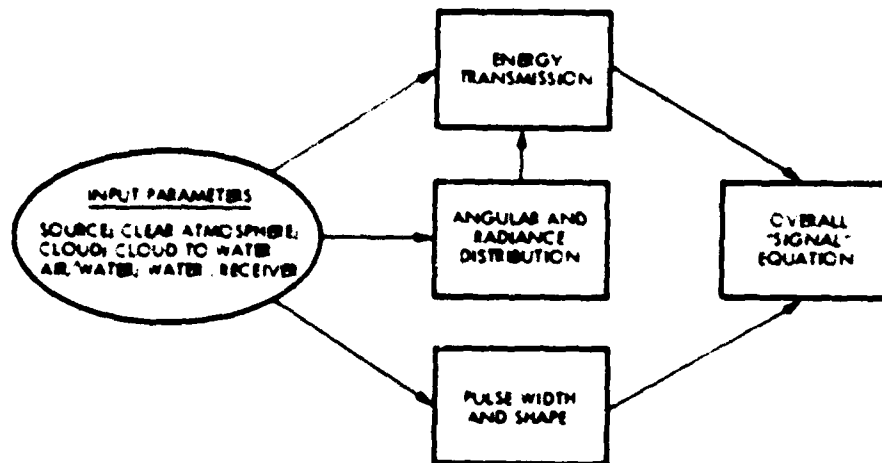 ENERGY
TRANSMISSION
INPUT PARAMETERS
SOURCE; CLEAR ATMOSPHERE;
CLOUD; CLOUD TO WATER
AIR/WATER; WATER; RECEIVER
ANGULAR AND
RADIANCE
DISTRIBUTION
OVERALL
"SIGNAL"
EQUATION
PULSE WIDTH
AND SHAPE